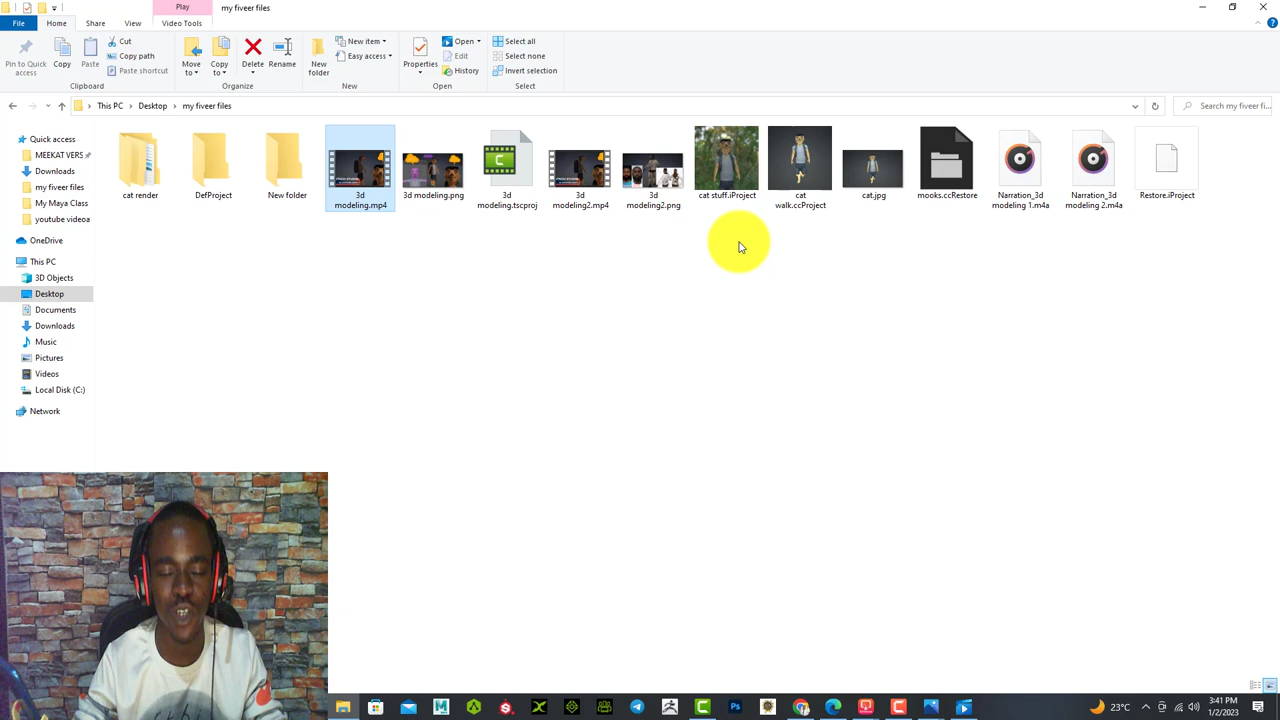 Play
my fiveer files
File
Home
Share
View
Video Tools
Pin to Quick access
Copy
Paste
Cut
Copy path
Paste shortcut
Clipboard
Move to
Copy to
Delete
Rename
Organize
New folder
New item
Easy access
New
Properties
Open
Edit
History
Open
Select all
Select none
Invert selection
Select
This PC
Desktop
my fiveer files
Search my fiveer fi...
Quick access
MEEKAT VERS
Downloads
my fiveer files
My Maya Class
youtube videoa
OneDrive
This PC
3D Objects
Desktop
Documents
Downloads
Music
Pictures
Videos
Local Disk (C:)
Network
cat render
DefProject
New folder
3d modeling.mp4
3d modeling.png
3d modeling.tscproj
3d modeling2.mp4
3d modeling2.png
cat stuff.iProject
cat walk.ccProject
cat.jpg
mooks.ccRestore
Narration_3d modeling 1.m4a
Narration_3d modeling 2.m4a
Restore.iProject
23°C
3:41 PM
1/2/2023